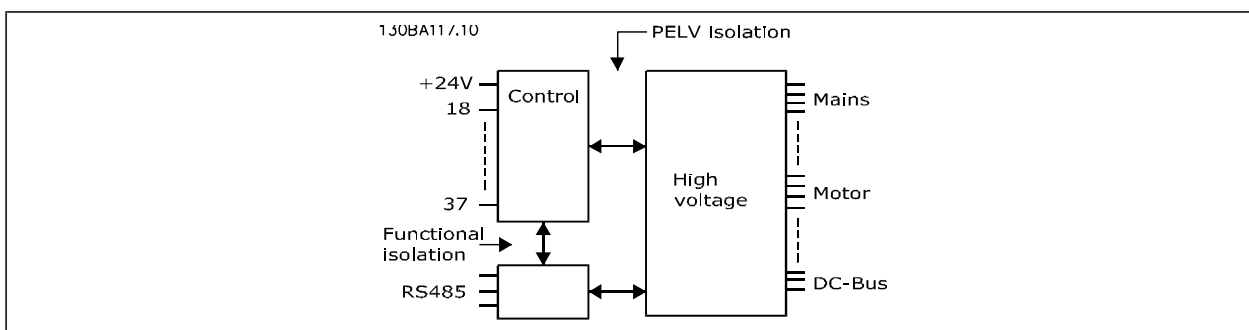 130BA117.10
PELV Isolation
+24V
Control
18
37
High
voltage
Mains
Motor
DC-Bus
Functional
isolation
RS485